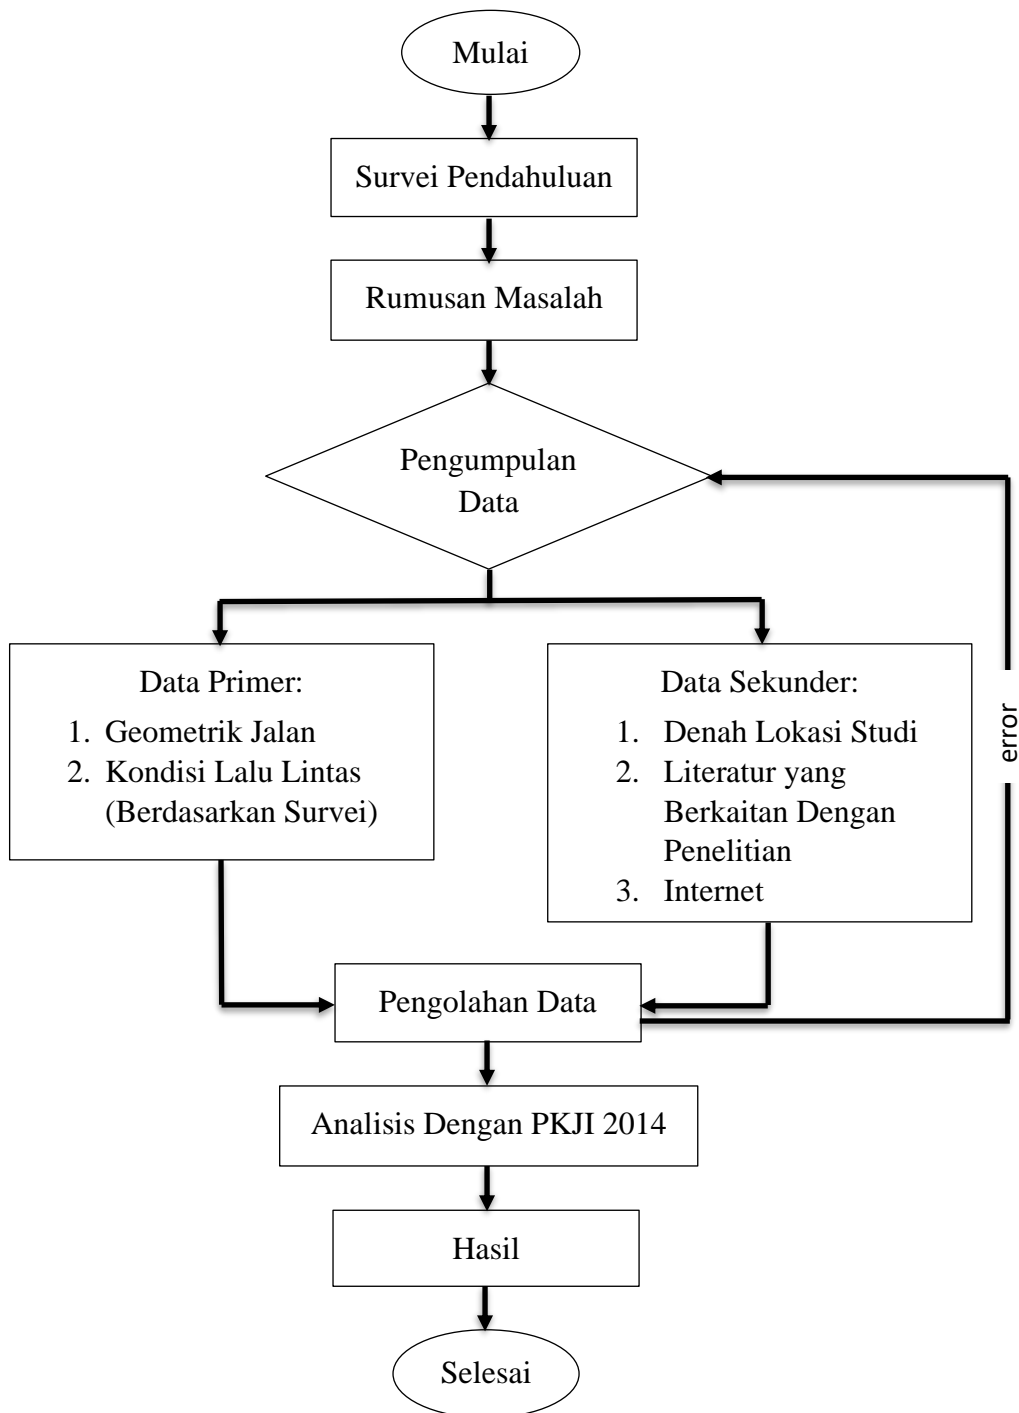 Mulai
Survei Pendahuluan
Rumusan Masalah
Pengumpulan
Data
Data Primer:
1. Geometrik Jalan
2. Kondisi Lalu Lintas
(Berdasarkan Survei)
Data Sekunder:
1. Denah Lokasi Studi
2. Literatur yang
Berkaitan Dengan
Penelitian
3. Internet
error
Pengolahan Data
Analisis Dengan PKJI 2014
Hasil
Selesai